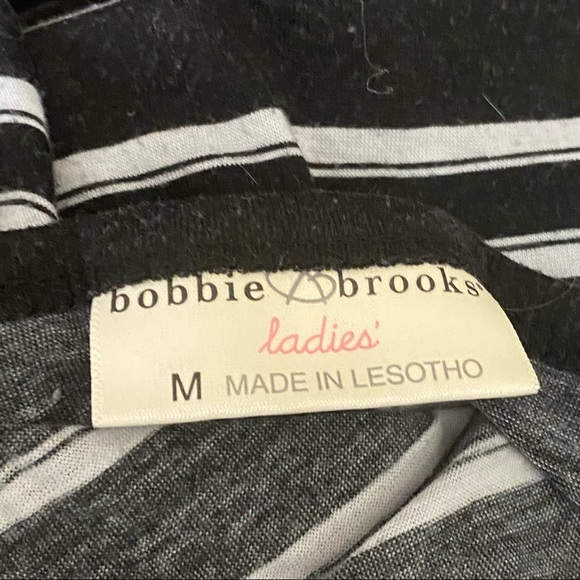 bobbie brooks
ladies'
M MADE IN LESOTHO